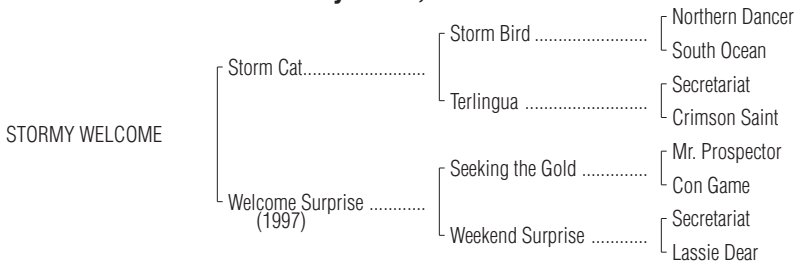 Northern Dancer
Storm Bird ........................
South Ocean
Storm Cat..........................
Secretariat
Terlingua ..........................
Crimson Saint
STORMY WELCOME
Mr. Prospector
Seeking the Gold ..............
Con Game
Welcome Surprise ............
(1997)
Secretariat
Weekend Surprise ............
Lassie Dear